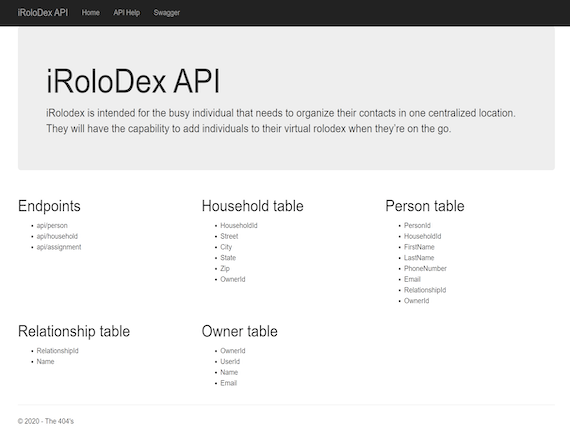 iRoloDex API Home API Help Swagger
iRoloDex API
iRolodex is intended for the busy individual that needs to organize their contacts in one centralized location.
They will have the capability to add individuals to their virtual rolodex when they're on the go.
Endpoints
api/person
api/household
api/assignment
Household table
HouseholdId
Street
City
State
Zip
OwnerId
Person table
PersonId
HouseholdId
FirstName
LastName
PhoneNumber
Email
RelationshipId
OwnerId
Relationship table
RelationshipId
Name
Owner table
OwnerId
UserId
Name
Email
© 2020 - The 404's